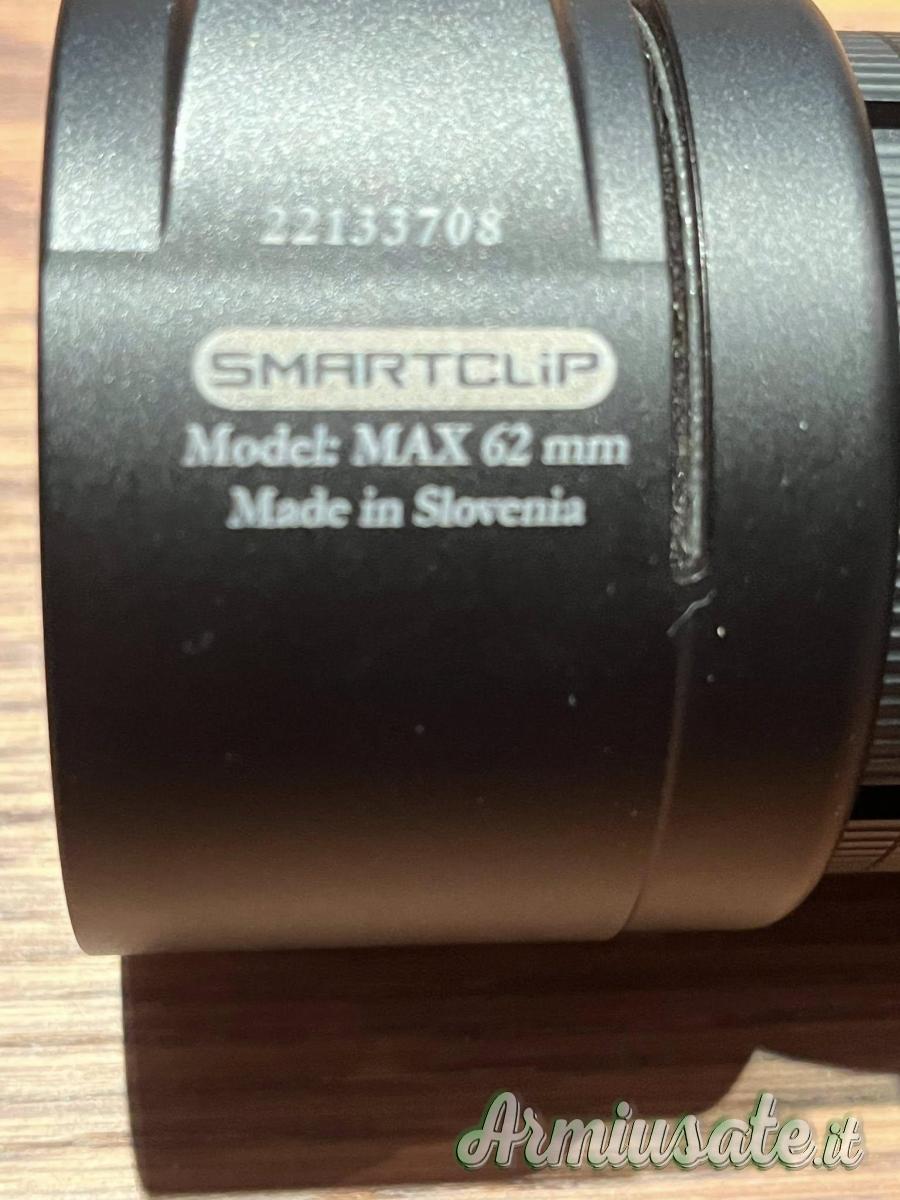 22133708
SMARTCLiP
Model: MAX 62 mm
Made in Slovenia
Armiusate.it